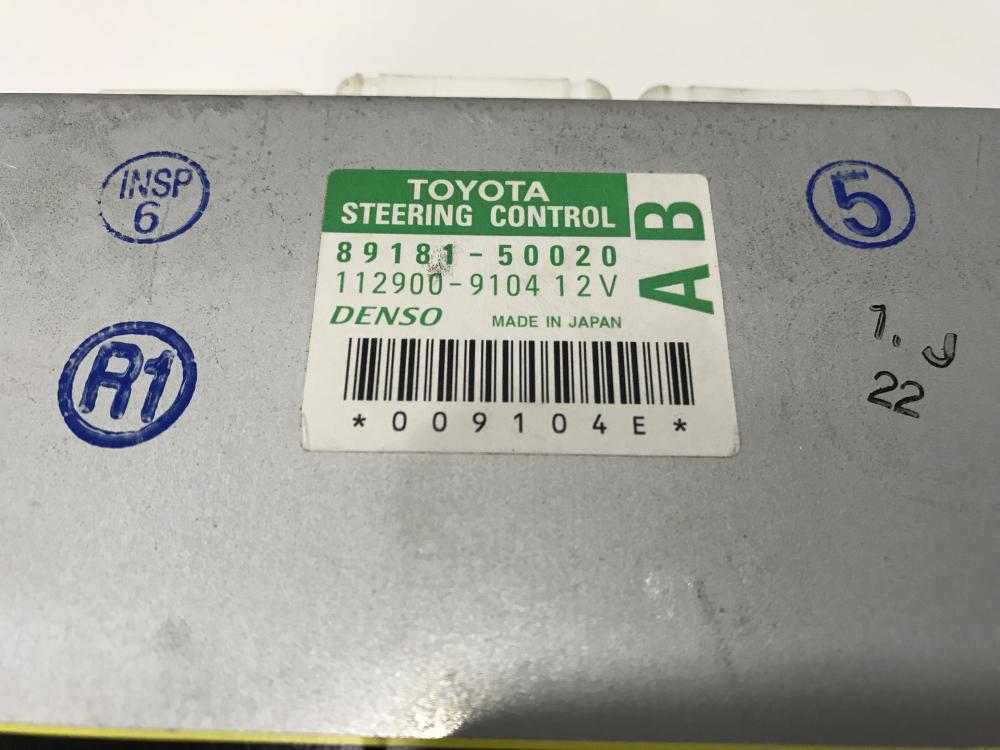 INSP
6
TOYOTA
STEERING CONTROL
89181-50020
112900-9104 12V
DENSO MADE IN JAPAN
*009104E*
AB
5
R1
22